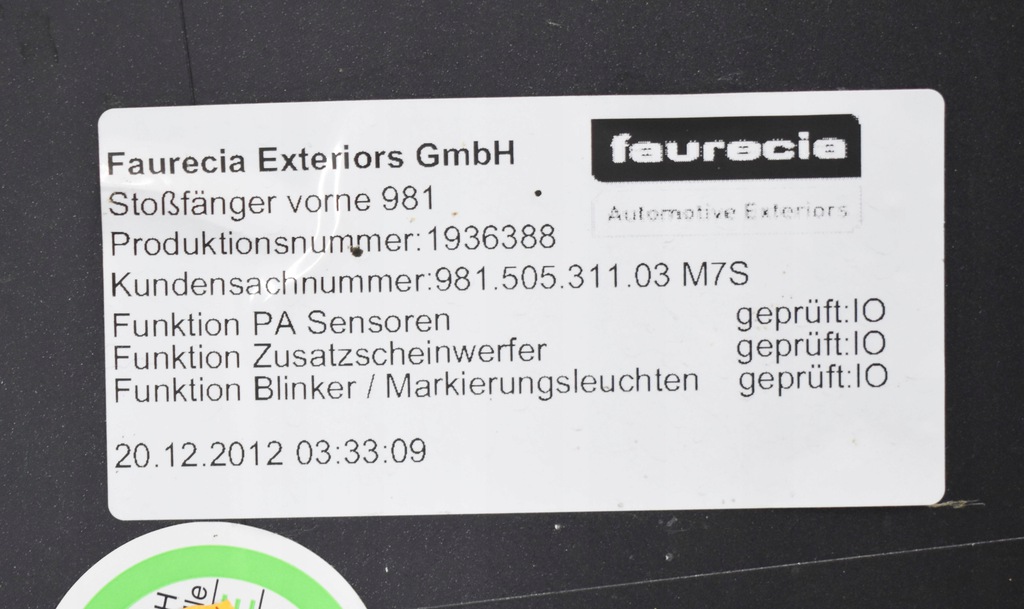 Faurecia Exteriors GmbH
faurecia
Automotive Exteriors
Stoßfänger vorne 981
Produktionsnummer:1936388
Kundensachnummer:981.505.311.03 M7S
Funktion PA Sensoren geprüft:IO
Funktion Zusatzscheinwerfer geprüft:IO
Funktion Blinker / Markierungsleuchten geprüft:IO
20.12.2012 03:33:09